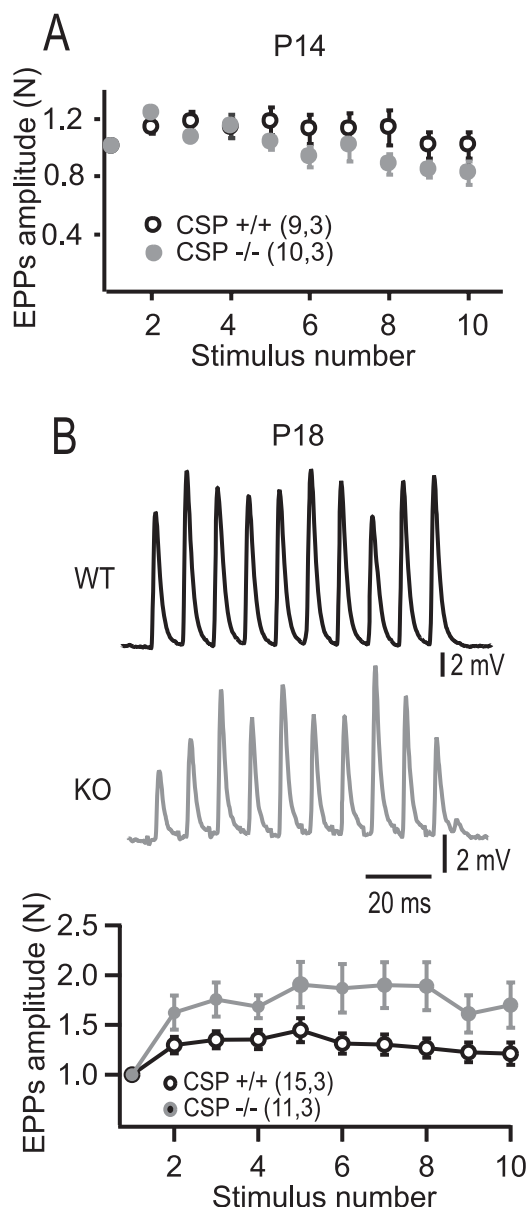 A
P14
EPPs amplitude (N)
1.2
0.8
0.4
CSP +/+ (9,3)
CSP -/- (10,3)
2 4 6 8 10
Stimulus number
B
P18
WT
2 mV
KO
2 mV
20 ms
EPPs amplitude (N)
2.5
2.0
1.5
1.0
CSP +/+ (15,3)
CSP -/- (11,3)
2 4 6 8 10
Stimulus number